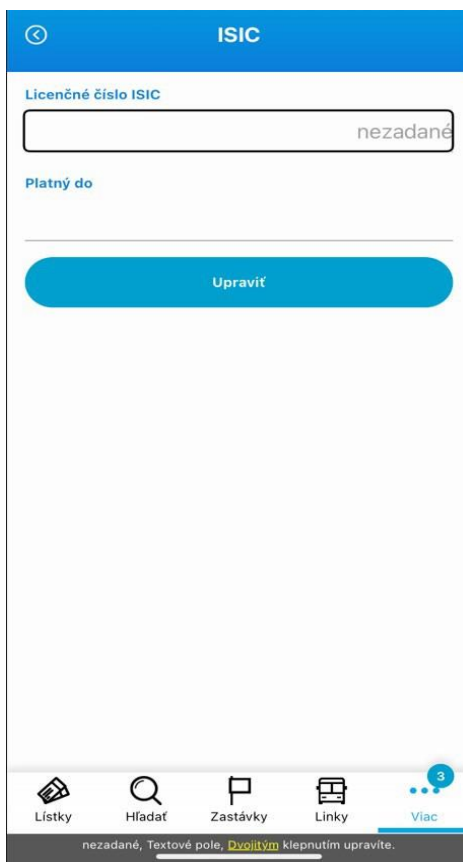 ISIC
Licenčné číslo ISIC
nezadané
Platný do
Upraviť
3
Lístky Hľadať Zastávky Linky Viac
nezadané, Textové pole, Dvojitým klepnutím upravíte.